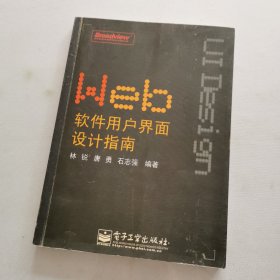 Broadview
UI Design
Web
软件用户界面
设计指南
林锐 唐勇 石志强 编著
电子工业出版社